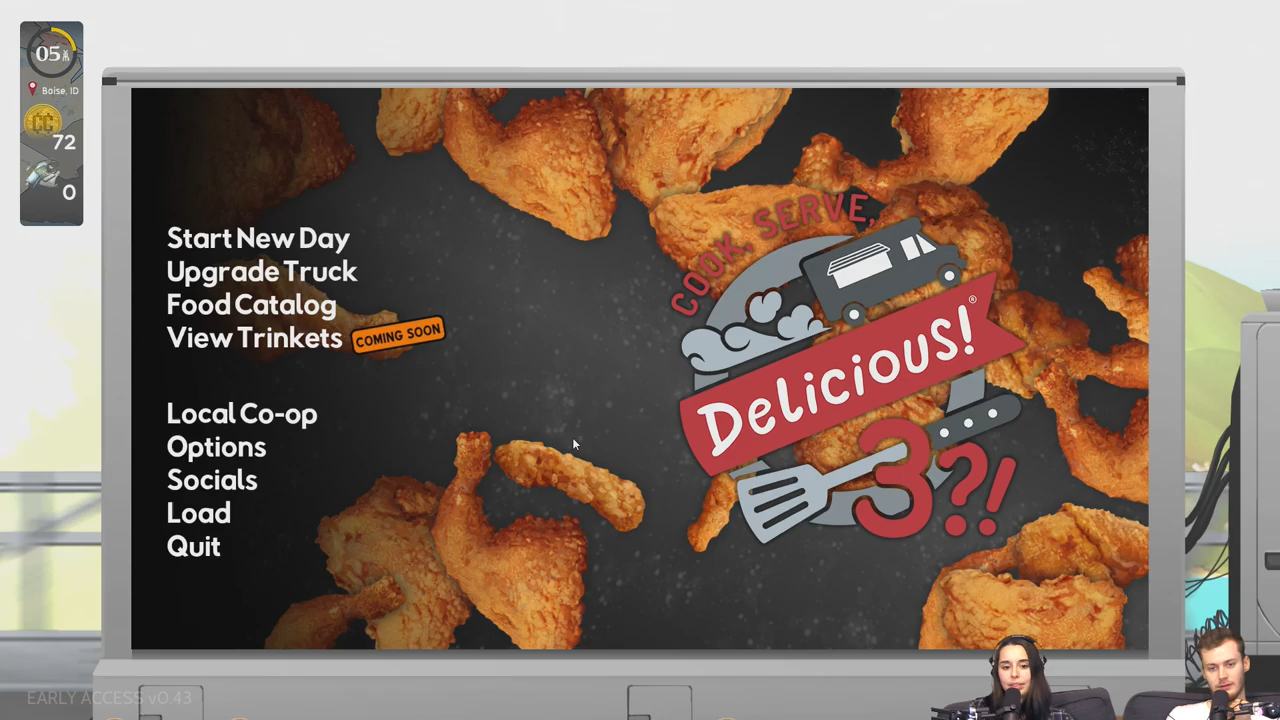 05
Boise, ID
CC
72
0
Start New Day
Upgrade Truck
Food Catalog
View Trinkets COMING SOON
Local Co-op
Options
Socials
Load
Quit
COOK, SERVE,
Delicious!®
3?!
EARLY ACCESS v0.43